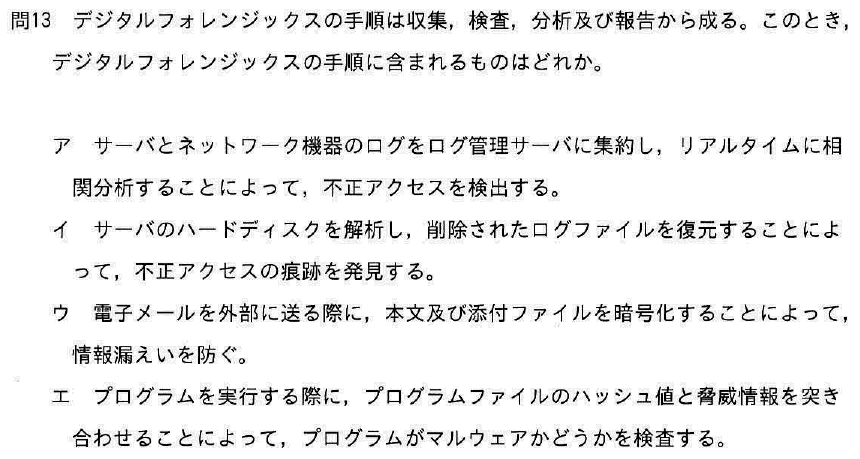 問13　デジタルフォレンジックスの手順は収集，検査，分析及び報告から成る。このとき，
デジタルフォレンジックスの手順に含まれるものはどれか。
ア　サーバとネットワーク機器のログをログ管理サーバに集約し，リアルタイムに相
関分析することによって，不正アクセスを検出する。
イ　サーバのハードディスクを解析し，削除されたログファイルを復元することによ
って，不正アクセスの痕跡を発見する。
ウ　電子メールを外部に送る際に，本文及び添付ファイルを暗号化することによって，
情報漏えいを防ぐ。
エ　プログラムを実行する際に，プログラムファイルのハッシュ値と脅威情報を突き
合わせることによって，プログラムがマルウェアかどうかを検査する。